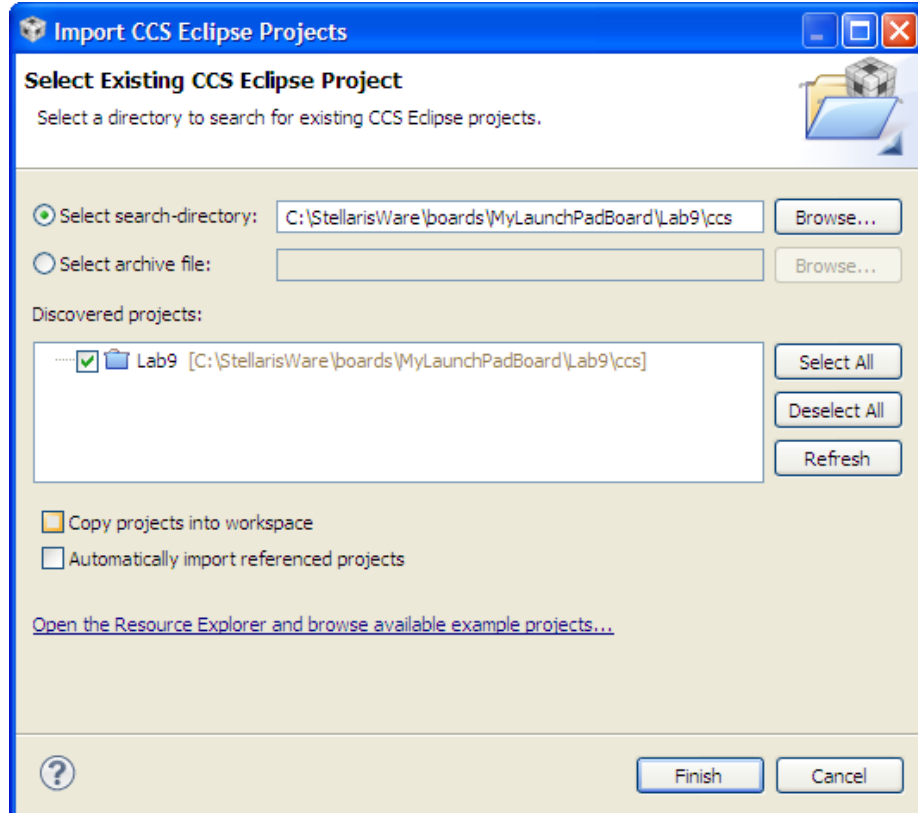 Import CCS Eclipse Projects
Select Existing CCS Eclipse Project
Select a directory to search for existing CCS Eclipse projects.
Select search-directory: C:\StellarisWare\boards\MyLaunchPadBoard\Lab9\ccs Browse...
Select archive file: Browse...
Discovered projects:
Lab9 [C:\StellarisWare\boards\MyLaunchPadBoard\Lab9\ccs] Select All
Deselect All
Refresh
Copy projects into workspace
Automatically import referenced projects
Open the Resource Explorer and browse available example projects...
? Finish Cancel